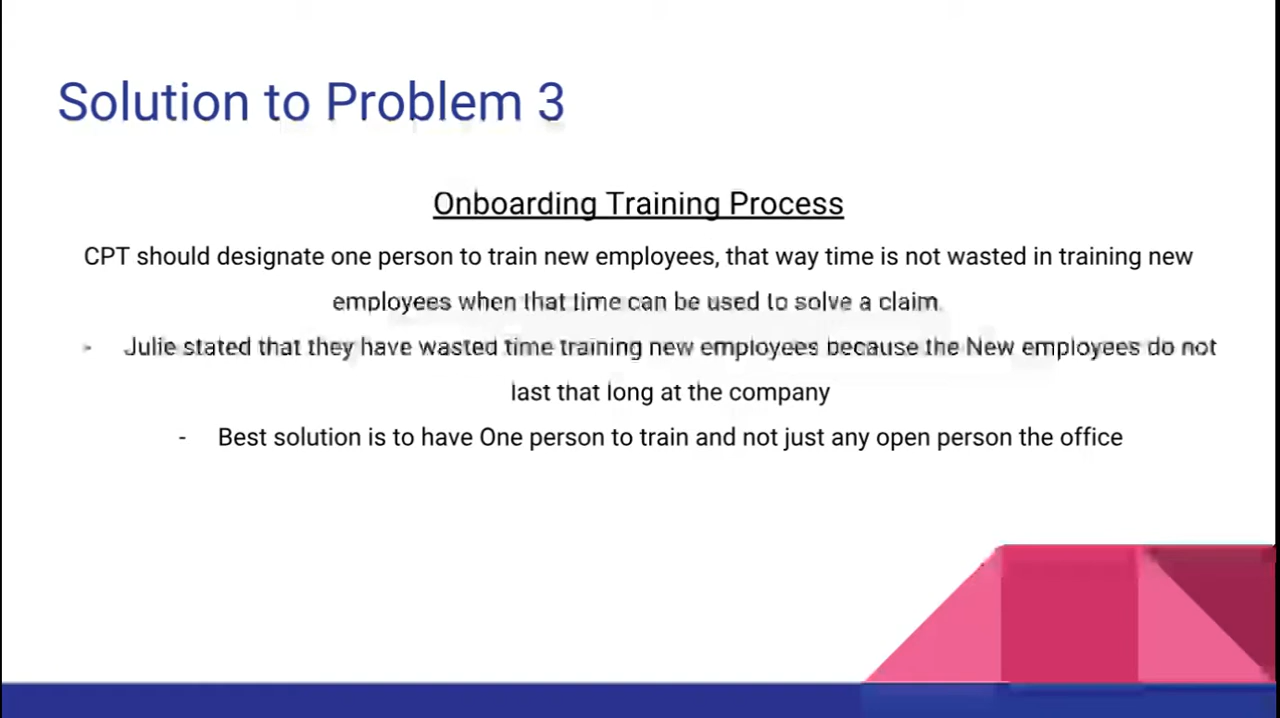 Solution to Problem 3
Onboarding Training Process
CPT should designate one person to train new employees, that way time is not wasted in training new
employees when that time can be used to solve a claim.
- Julie stated that they have wasted time training new employees because the New employees do not
last that long at the company
- Best solution is to have One person to train and not just any open person the office